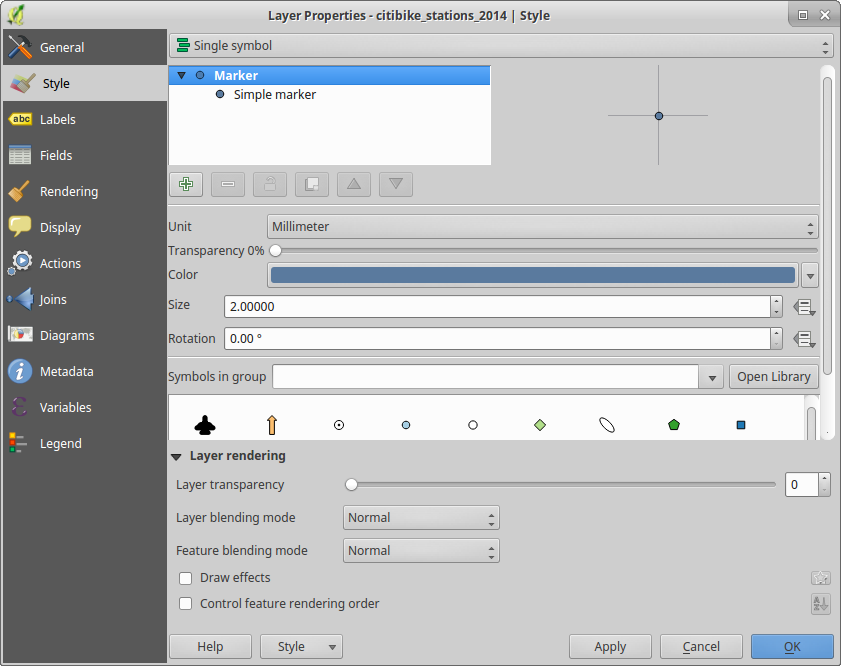 Layer Properties - citibike_stations_2014 | Style
General
Style
abc Labels
Fields
Rendering
Display
Actions
Joins
Diagrams
i Metadata
ε Variables
Legend
Single symbol
Marker
Simple marker
Unit Millimeter
Transparency 0%
Color
Size 2.00000
Rotation 0.00 °
Symbols in group Open Library
Layer rendering
Layer transparency 0
Layer blending mode Normal
Feature blending mode Normal
Draw effects
Control feature rendering order
Help Style Apply Cancel OK